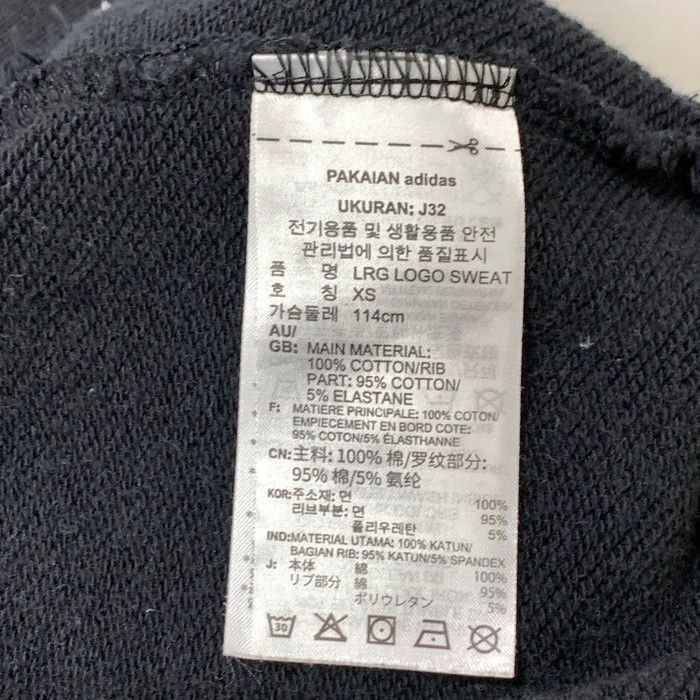 PAKAIAN adidas
UKURAN: J32
전기용품 및 생활용품 안전
관리법에 의한 품질표시
품 명 LRG LOGO SWEAT
호 칭 XS
가슴둘레 114cm
AU/
GB: MAIN MATERIAL:
100% COTTON/RIB
PART: 95% COTTON/
5% ELASTANE
F: MATIERE PRINCIPALE: 100% COTON/
EMPIECEMENT EN BORD COTE:
95% COTON/5% ÉLASTHANNE
CN:主料: 100% 棉/罗纹部分:
95% 棉/5% 氨纶
KOR:주소재: 면 100%
리브부분: 면 95%
폴리우레탄 5%
IND:MATERIAL UTAMA: 100% KATUN/
BAGIAN RIB: 95% KATUN/5% SPANDEX
J: 本体 綿 100%
リブ部分 綿 95%
ポリウレタン 5%
30